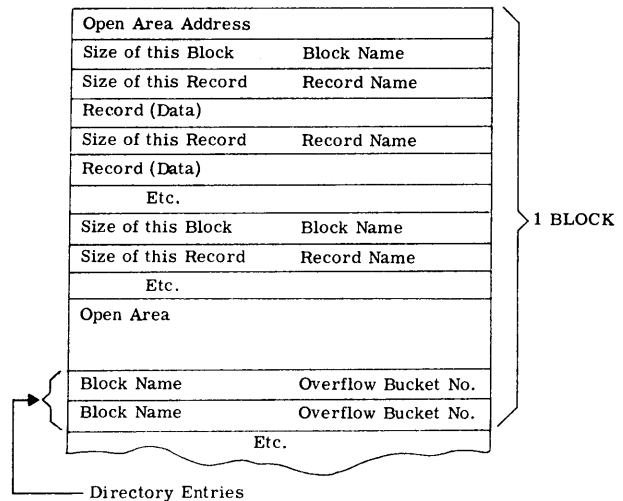 Open Area Address
Size of this Block Block Name
Size of this Record Record Name
Record (Data)
Size of this Record Record Name
Record (Data)
Etc.
Size of this Block Block Name
Size of this Record Record Name
Etc.
Open Area
1 BLOCK
Block Name Overflow Bucket No.
Block Name Overflow Bucket No.
Etc.
Directory Entries